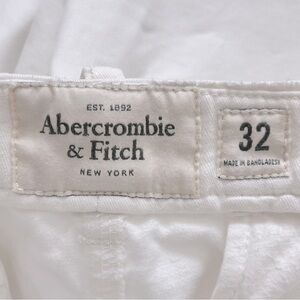 EST. 1892
Abercrombie
& Fitch
NEW YORK
32
MADE IN BANGLADESH